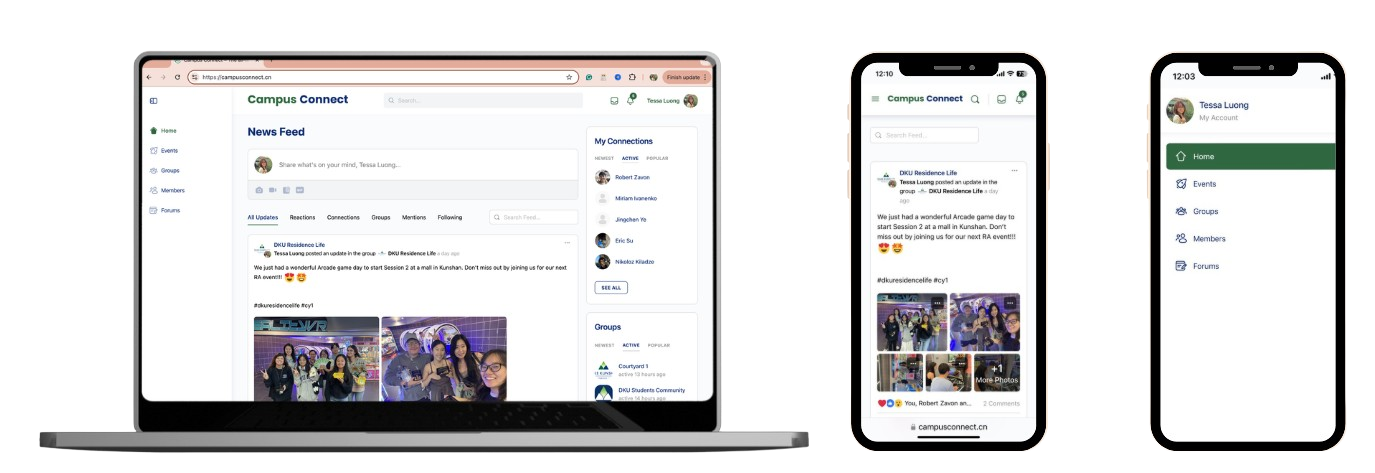 https://campusconnect.cn
Finish update
Campus Connect
Search...
Tessa Luong
Home
Events
Groups
Members
Forums
News Feed
Share what's on your mind, Tessa Luong...
All Updates Reactions Connections Groups Mentions Following
Search Feed...
DKU Residence Life
Tessa Luong posted an update in the group DKU Residence Life a day ago
We just had a wonderful Arcade game day to start Session 2 at a mall in Kunshan. Don't miss out by joining us for our next
RA event!!! 😍 🤩
#dkuresidencelife #cy1
My Connections
NEWEST ACTIVE POPULAR
Robert Zavon
Miriam Ivanenko
Jingchen Ye
Eric Su
Nikoloz Kiladze
SEE ALL
Groups
NEWEST ACTIVE POPULAR
Courtyard 1
active 12 hours ago
DKU Students Community
12:10
Campus Connect
Search Feed...
DKU Residence Life
Tessa Luong posted an update in the
group DKU Residence Life a day
ago
We just had a wonderful Arcade game day to
start Session 2 at a mall in Kunshan. Don't
miss out by joining us for our next RA event!!!
😍 🤩
#dkuresidencelife #cy1
+1
More Photos
You, Robert Zavon an... 2 Comments
campusconnect.cn
12:03
Tessa Luong
My Account
Home
Events
Groups
Members
Forums